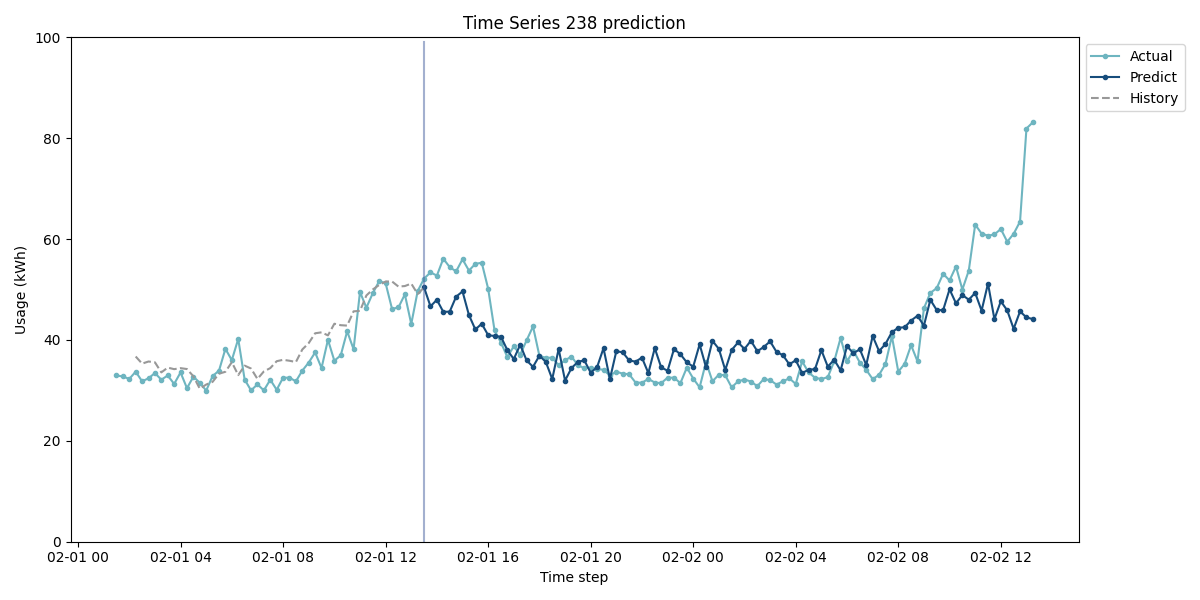 Time Series 238 prediction
Usage (kWh)
100
80
60
40
20
0
02-01 00
02-01 04
02-01 08
02-01 12
02-01 16
02-01 20
02-02 00
02-02 04
02-02 08
02-02 12
Time step
Actual
Predict
History